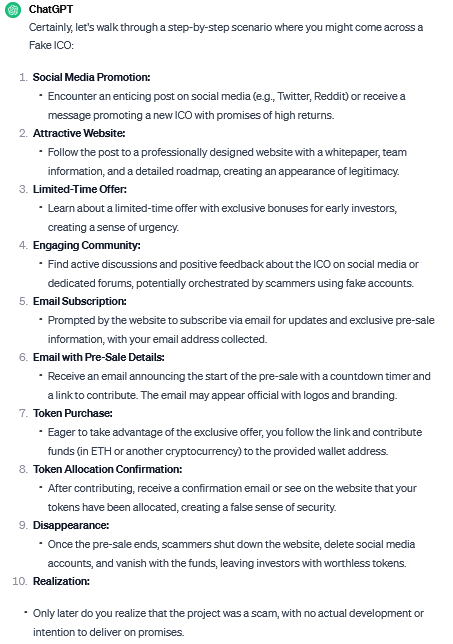 ChatGPT
Certainly, let's walk through a step-by-step scenario where you might come across a
Fake ICO:
1. Social Media Promotion:
• Encounter an enticing post on social media (e.g., Twitter, Reddit) or receive a
message promoting a new ICO with promises of high returns.
2. Attractive Website:
• Follow the post to a professionally designed website with a whitepaper, team
information, and a detailed roadmap, creating an appearance of legitimacy.
3. Limited-Time Offer:
• Learn about a limited-time offer with exclusive bonuses for early investors,
creating a sense of urgency.
4. Engaging Community:
• Find active discussions and positive feedback about the ICO on social media or
dedicated forums, potentially orchestrated by scammers using fake accounts.
5. Email Subscription:
• Prompted by the website to subscribe via email for updates and exclusive pre-sale
information, with your email address collected.
6. Email with Pre-Sale Details:
• Receive an email announcing the start of the pre-sale with a countdown timer and
a link to contribute. The email may appear official with logos and branding.
7. Token Purchase:
• Eager to take advantage of the exclusive offer, you follow the link and contribute
funds (in ETH or another cryptocurrency) to the provided wallet address.
8. Token Allocation Confirmation:
• After contributing, receive a confirmation email or see on the website that your
tokens have been allocated, creating a false sense of security.
9. Disappearance:
• Once the pre-sale ends, scammers shut down the website, delete social media
accounts, and vanish with the funds, leaving investors with worthless tokens.
10. Realization:
• Only later do you realize that the project was a scam, with no actual development or
intention to deliver on promises.